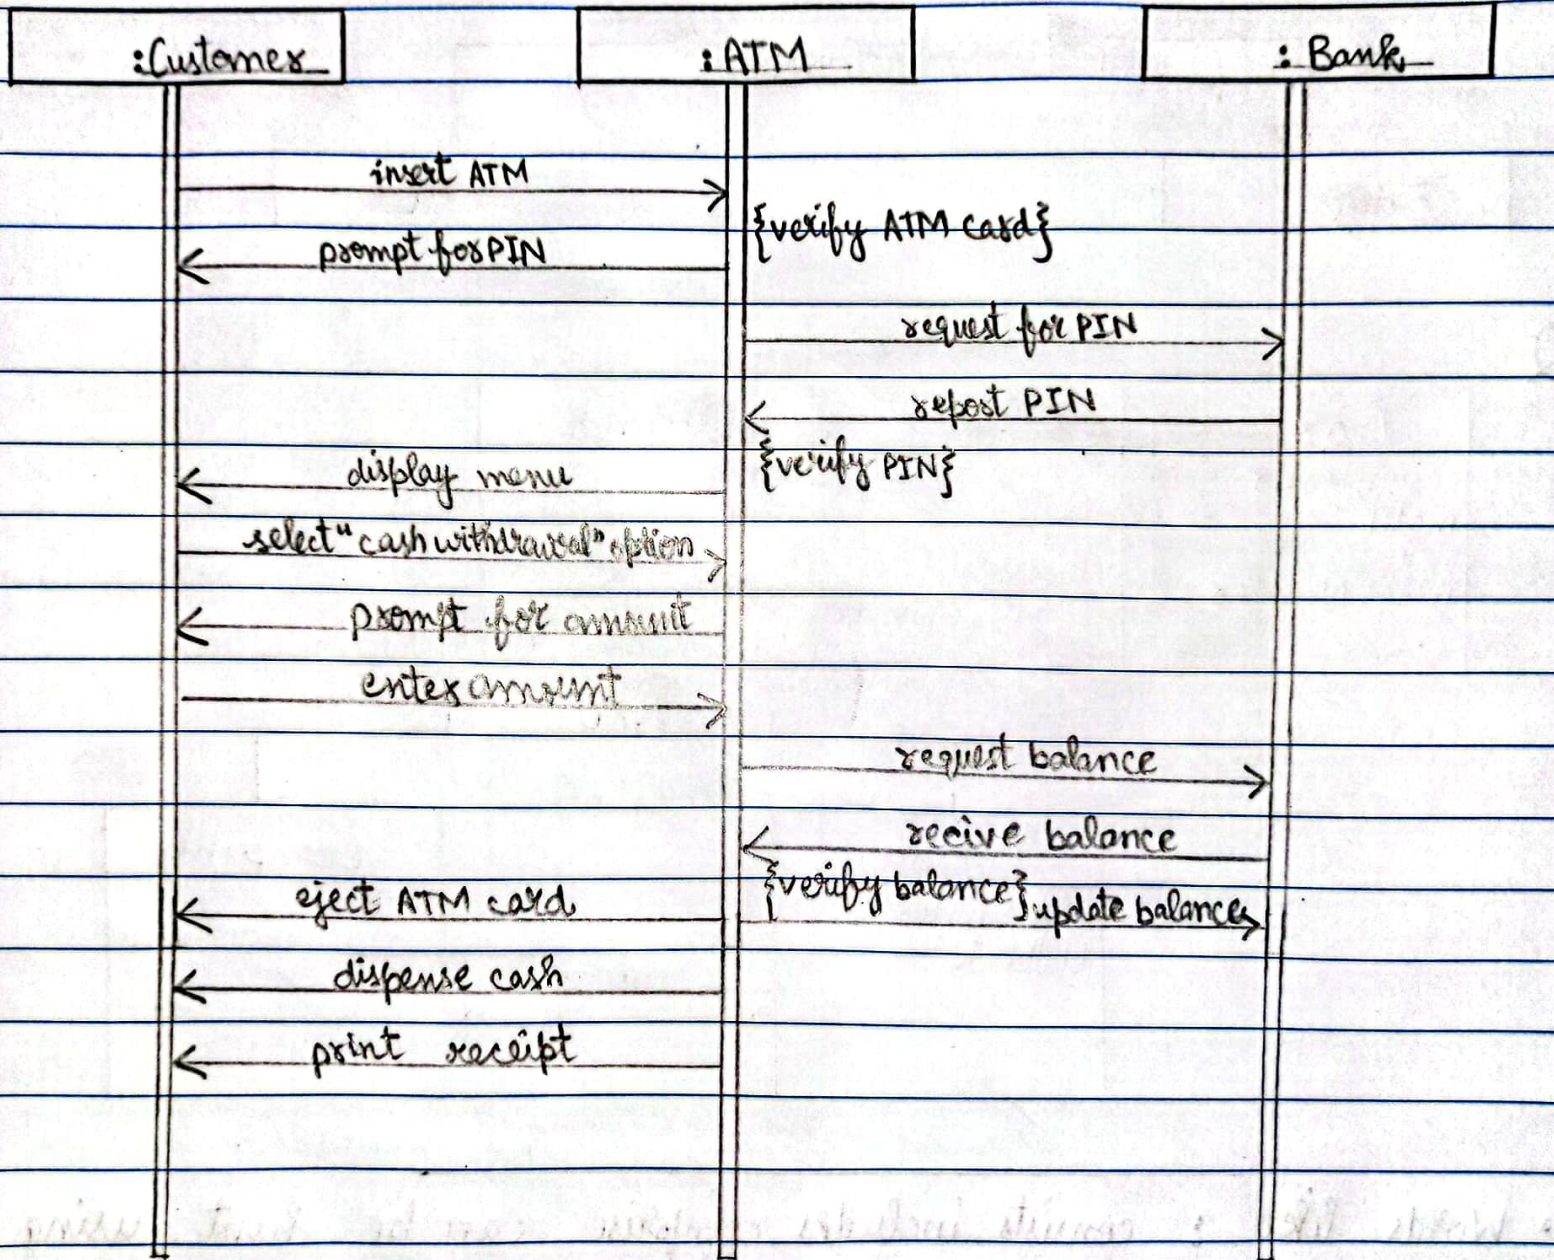 :Customer :ATM :Bank
insert ATM
{verify ATM card}
prompt for PIN
request for PIN
repost PIN
{verify PIN}
display menu
select "cash withdrawal" option
prompt for amount
enter amount
request balance
recive balance
{verify balance}
eject ATM card
update balance
dispense cash
print receipt